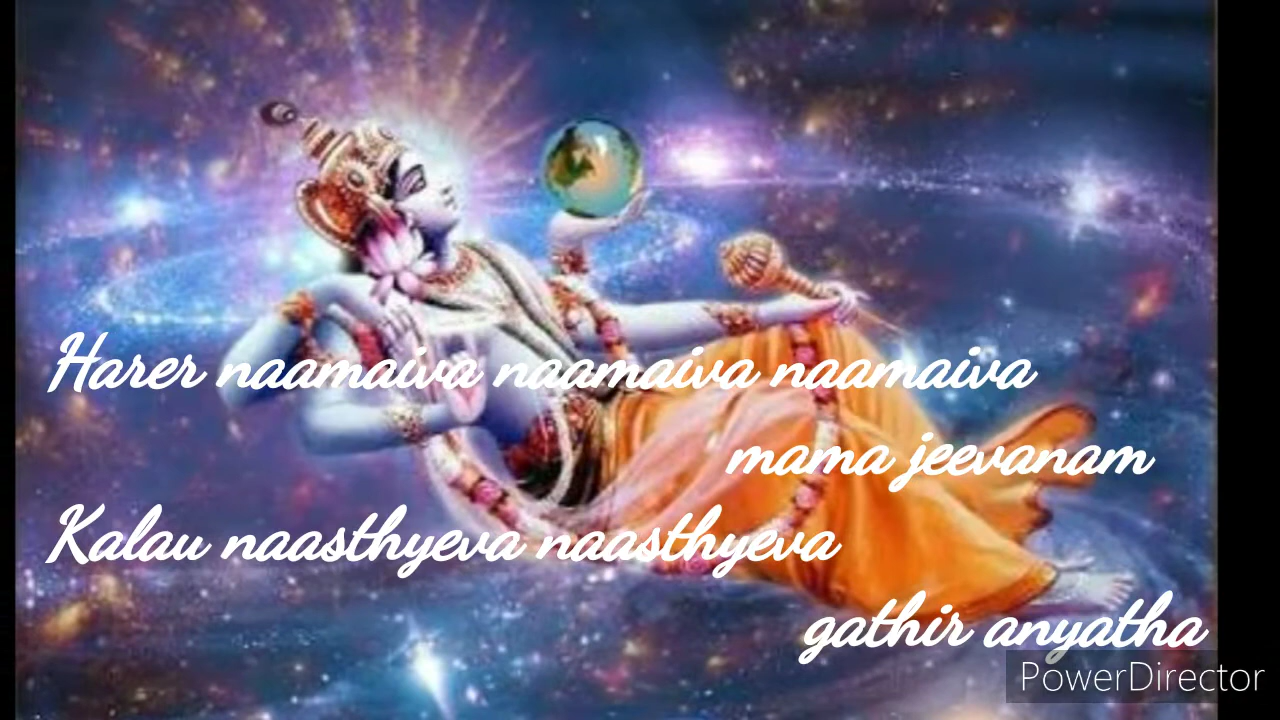 Harer naamaiva naamaiva naamaiva
mama jeevanam
Kalau naasthyeva naasthyeva
gathir anyatha
PowerDirector